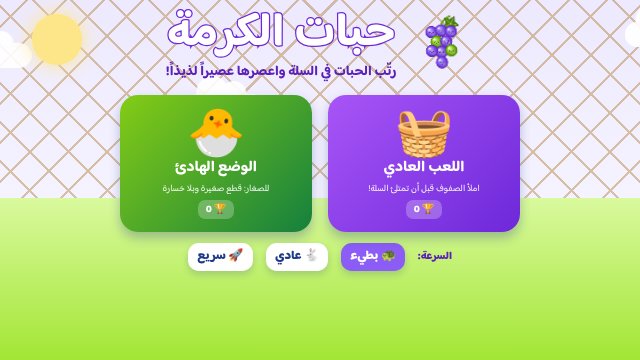 حبات الكرمة
رتّب الحبات في السلة واعصرها عصيراً لذيذاً!
اللعب العادي
املأ الصفوف قبل أن تمتلئ السلة!
0
الوضع الهادئ
للصغار: قطع صغيرة وبلا خسارة
0
السرعة: بطيء عادي سريع